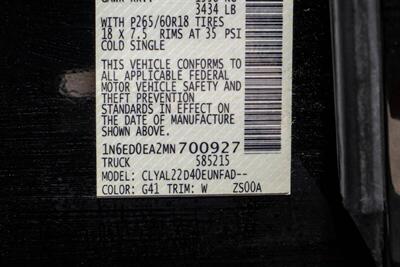 3434 LB
WITH P265/60R18 TIRES
18 X 7.5 RIMS AT 35 PSI
COLD SINGLE
THIS VEHICLE CONFORMS TO
ALL APPLICABLE FEDERAL
MOTOR VEHICLE SAFETY AND
THEFT PREVENTION
STANDARDS IN EFFECT ON
THE DATE OF MANUFACTURE
SHOWN ABOVE.
1N6ED0EA2MN700927
TRUCK 585215
MODEL: CLYAL22D40EUNFAD--
COLOR: G41 TRIM: W ZS00A